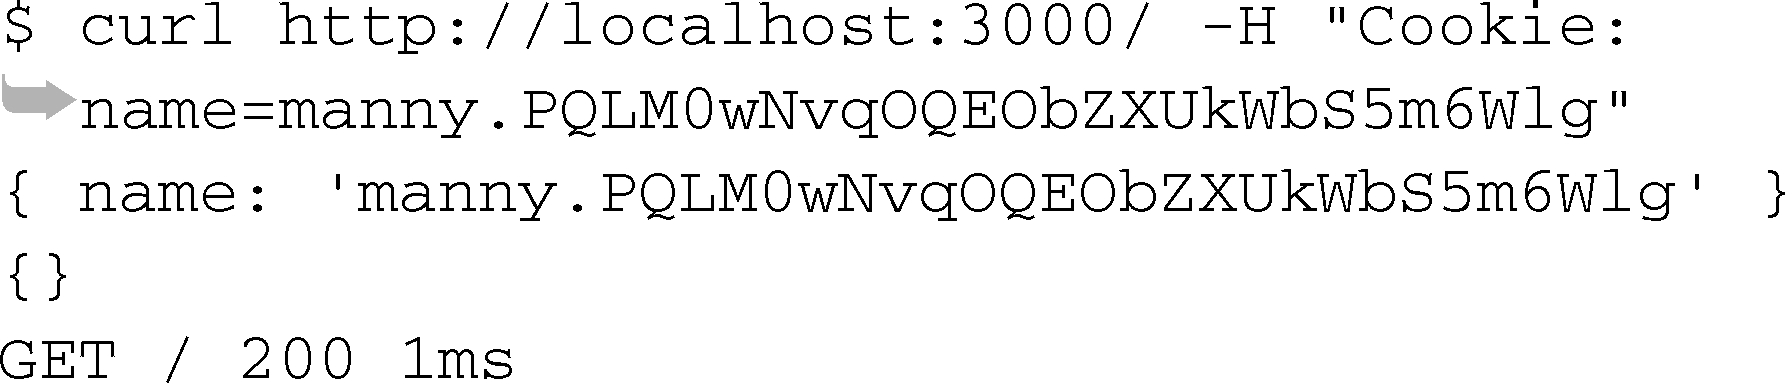 $ curl http://localhost:3000/ -H "Cookie:
name=manny.PQLM0wNvqOQEObZXUkWbS5m6Wlg"
{ name: 'manny.PQLM0wNvqOQEObZXUkWbS5m6Wlg' }
{}
GET / 200 1ms